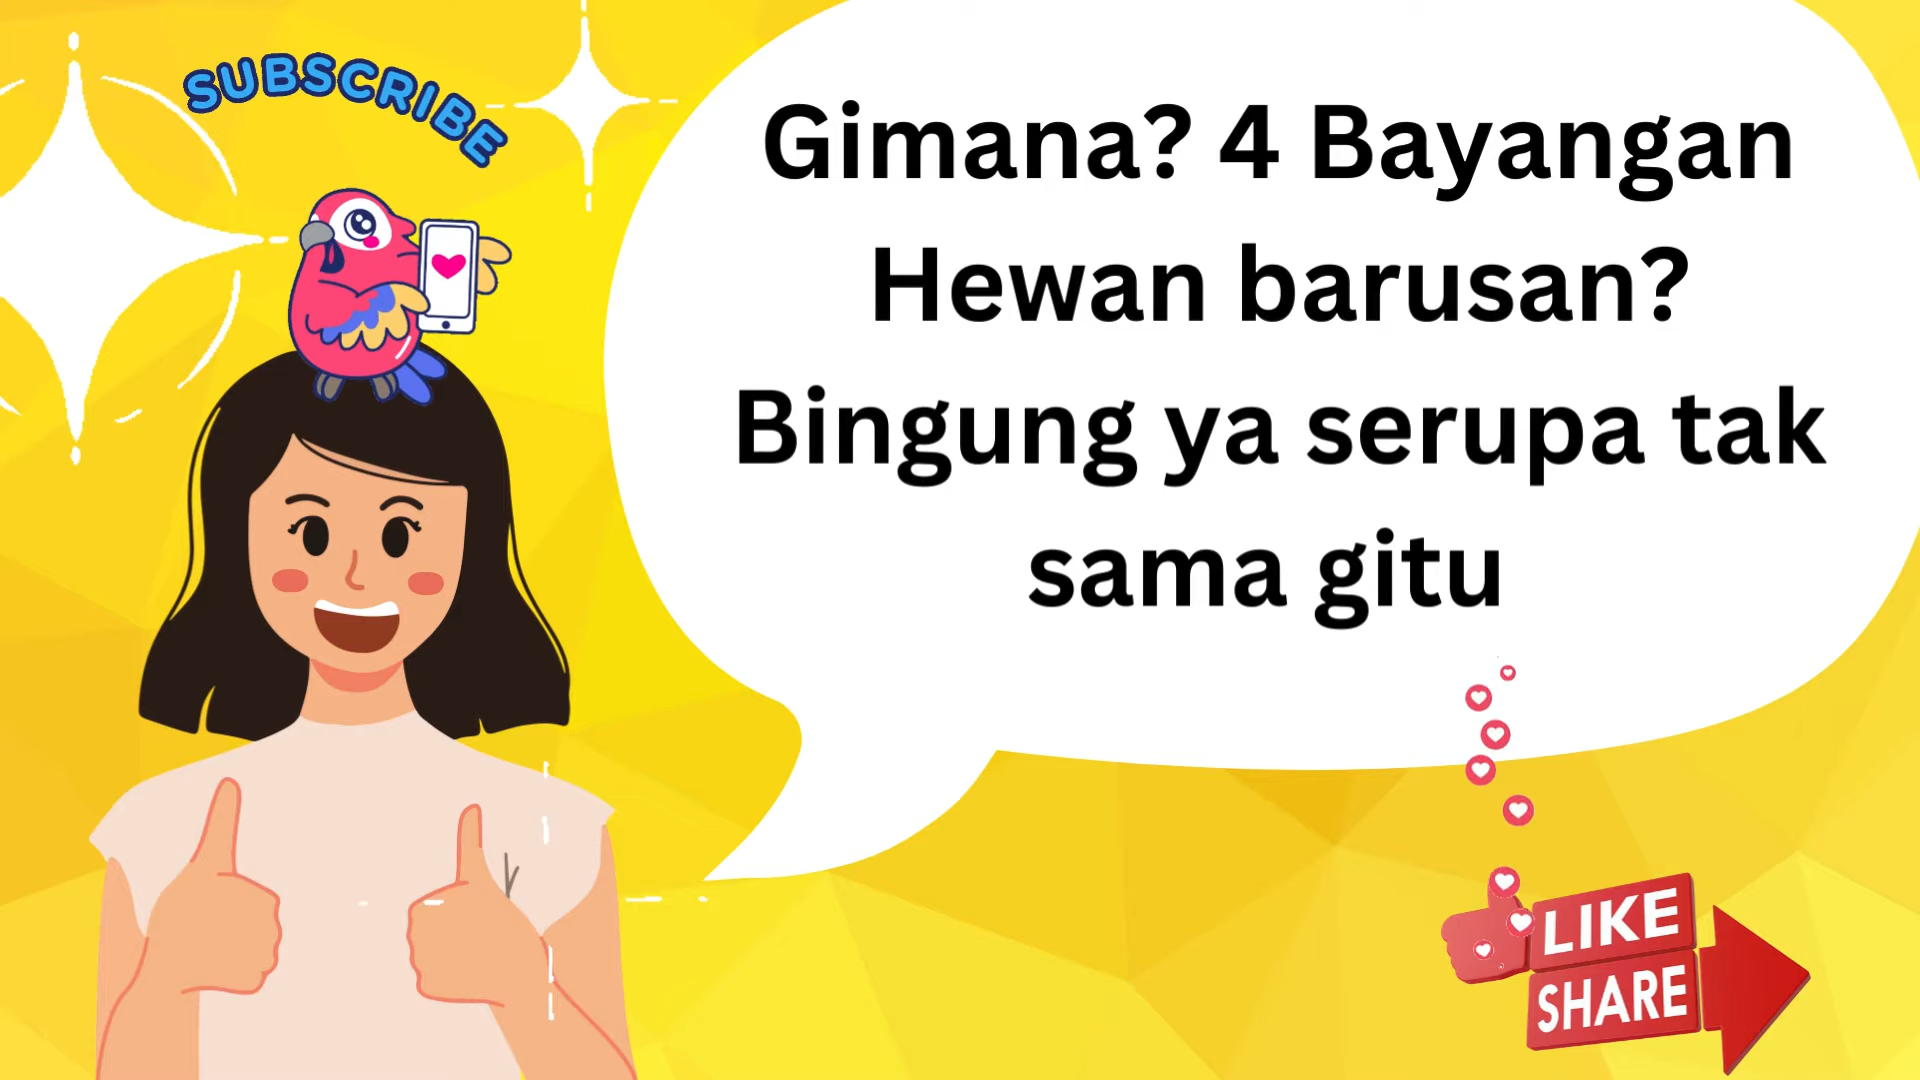 SUBSCRIBE
Gimana? 4 Bayangan
Hewan barusan?
Bingung ya serupa tak
sama gitu
LIKE
SHARE